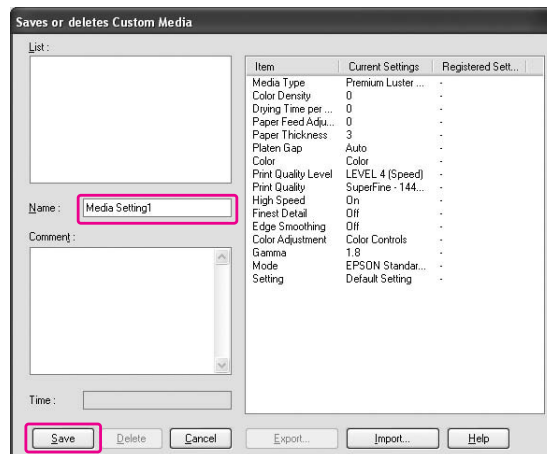 Saves or deletes Custom Media
List :
Name : Media Setting1
Comment :
Time :
Item Current Settings Registered Sett...
Media Type Premium Luster ... -
Color Density 0 -
Drying Time per ... 0 -
Paper Feed Adju... 0 -
Paper Thickness 3 -
Platen Gap Auto -
Color Color -
Print Quality Level LEVEL 4 (Speed) -
Print Quality SuperFine - 144... -
High Speed On -
Finest Detail Off -
Edge Smoothing Off -
Color Adjustment Color Controls -
Gamma 1.8 -
Mode EPSON Standar... -
Setting Default Setting -
Save Delete Cancel Export... Import... Help